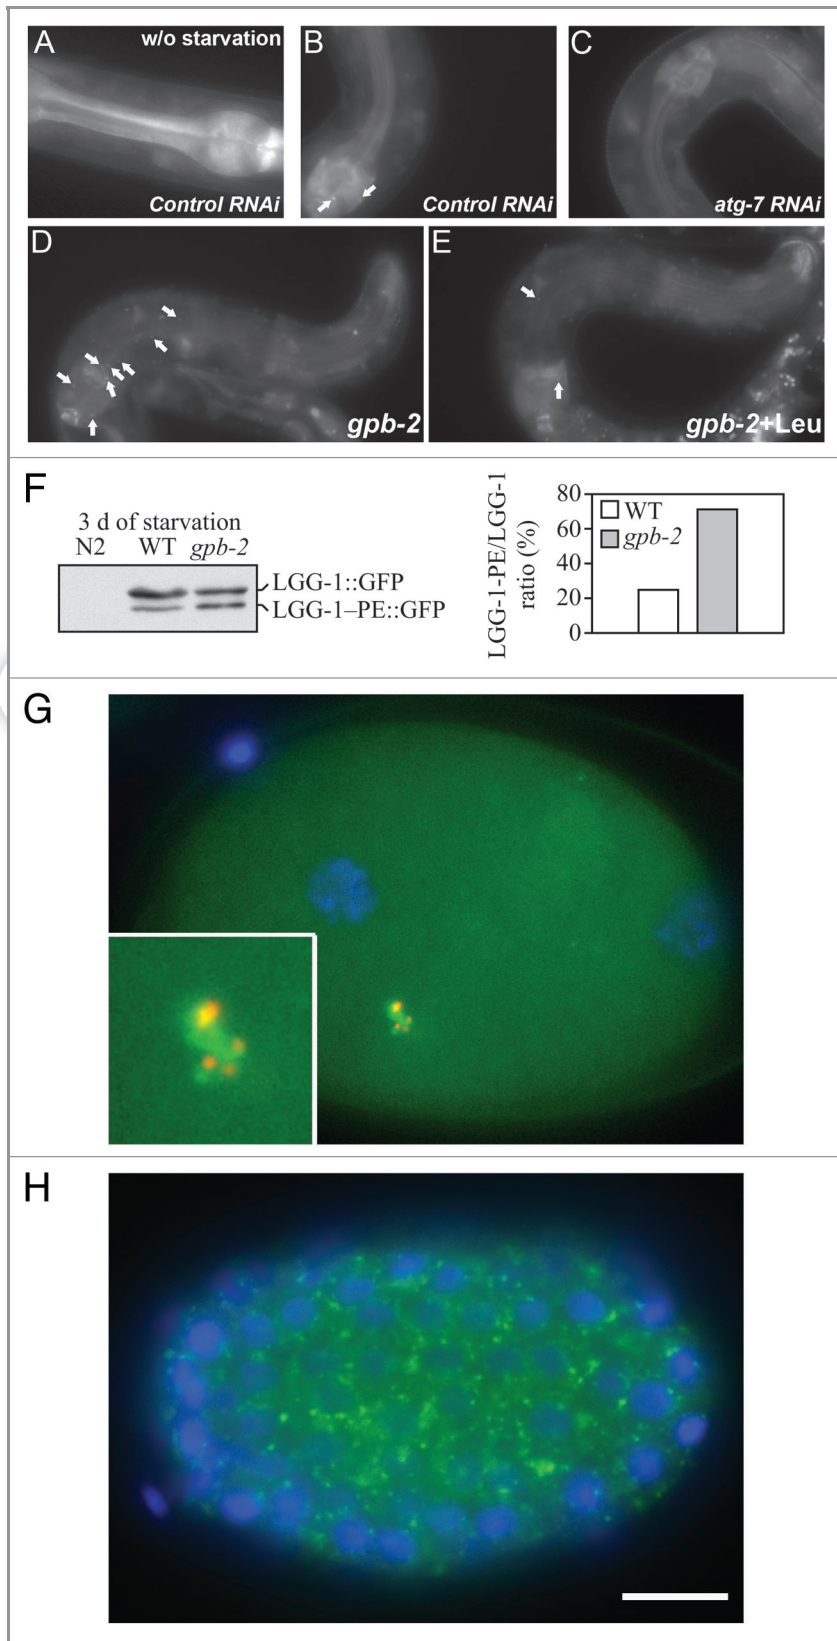 A
w/o starvation
Control RNAi
B
Control RNAi
C
atg-7 RNAi
D
gpb-2
E
gpb-2+Leu
F
3 d of starvation
N2 WT gpb-2
LGG-1::GFP
LGG-1–PE::GFP
LGG-1-PE/LGG-1
ratio (%)
80
60
40
20
0
WT
gpb-2
G
H